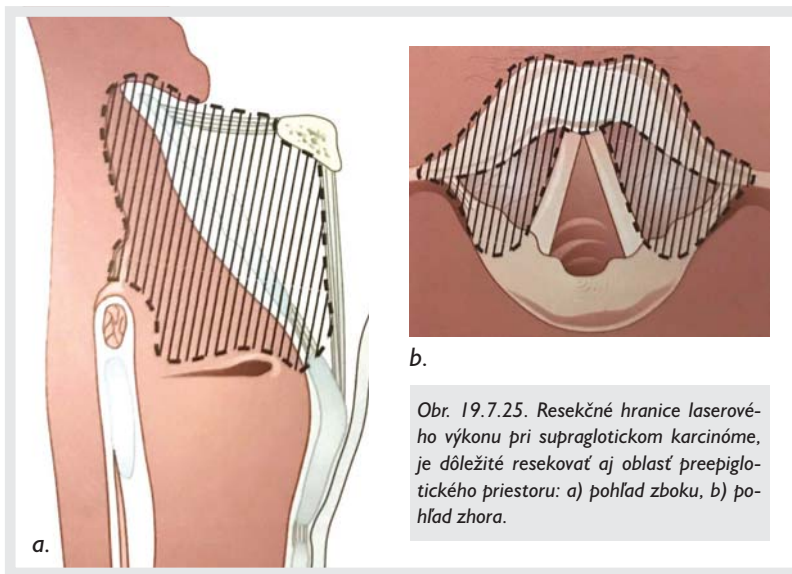 a.
b.
Obr. 19.7.25. Resekčné hranice laserové-
ho výkonu pri supraglotickom karcinóme,
je dôležité resekovať aj oblasť preepiglo-
tického priestoru: a) pohľad zboku, b) po-
hľad zhora.